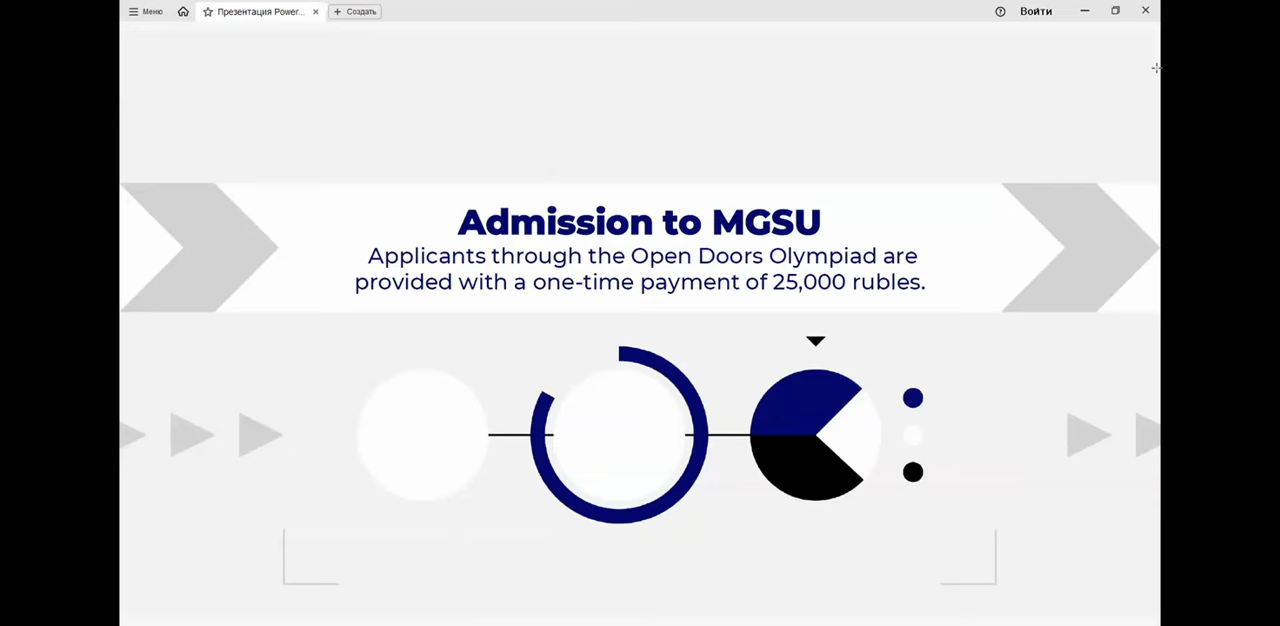 Меню
Презентация Power...
Создать
Войти
Admission to MGSU
Applicants through the Open Doors Olympiad are
provided with a one-time payment of 25,000 rubles.